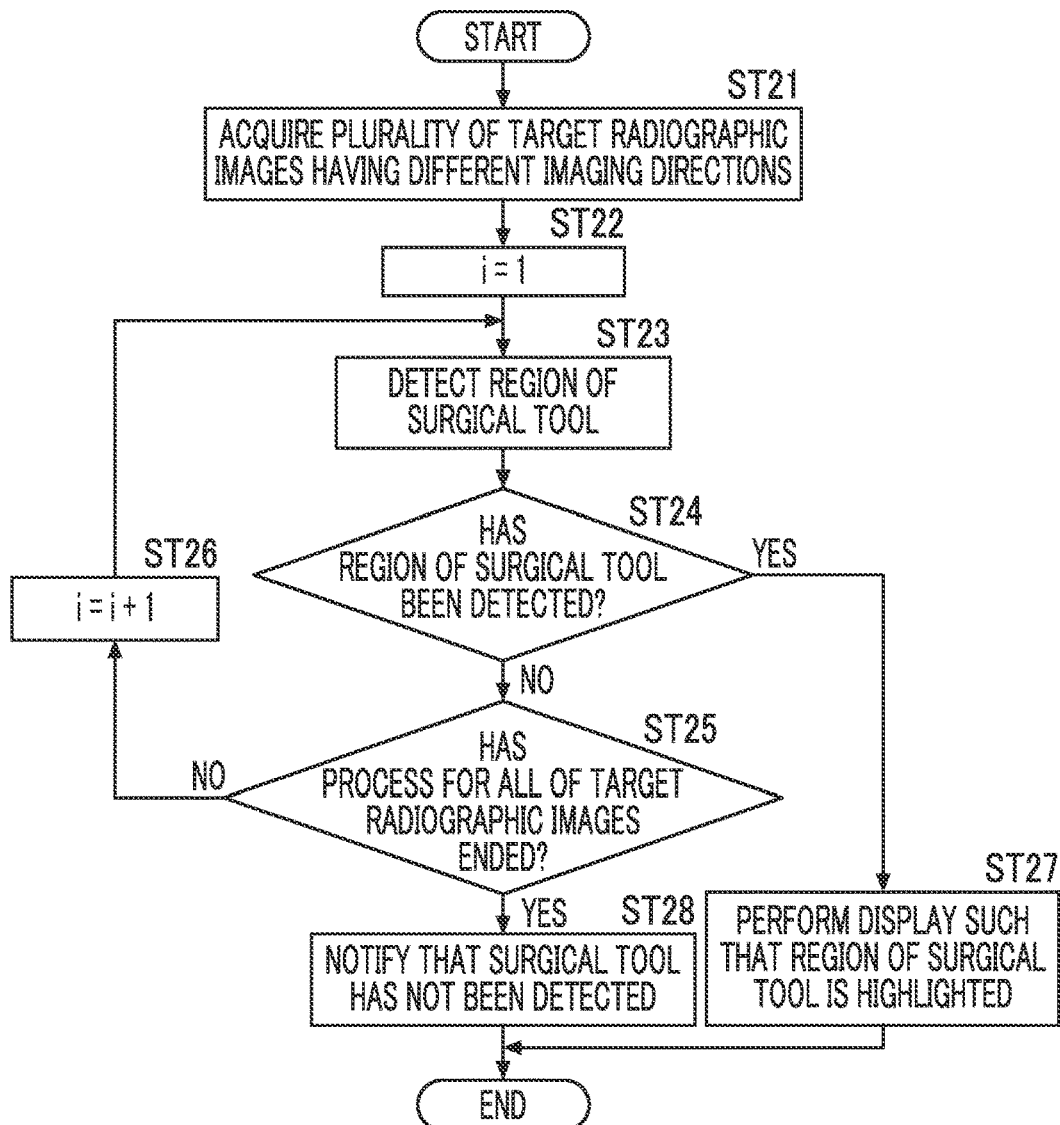 START
ST21
ACQUIRE PLURALITY OF TARGET RADIOGRAPHIC
IMAGES HAVING DIFFERENT IMAGING DIRECTIONS
ST22
i = 1
ST23
DETECT REGION OF
SURGICAL TOOL
ST24
HAS
REGION OF SURGICAL TOOL
BEEN DETECTED?
YES
ST26
i = i + 1
NO
ST25
HAS
PROCESS FOR ALL OF TARGET
RADIOGRAPHIC IMAGES
ENDED?
NO
YES
ST28
NOTIFY THAT SURGICAL TOOL
HAS NOT BEEN DETECTED
ST27
PERFORM DISPLAY SUCH
THAT REGION OF SURGICAL
TOOL IS HIGHLIGHTED
END